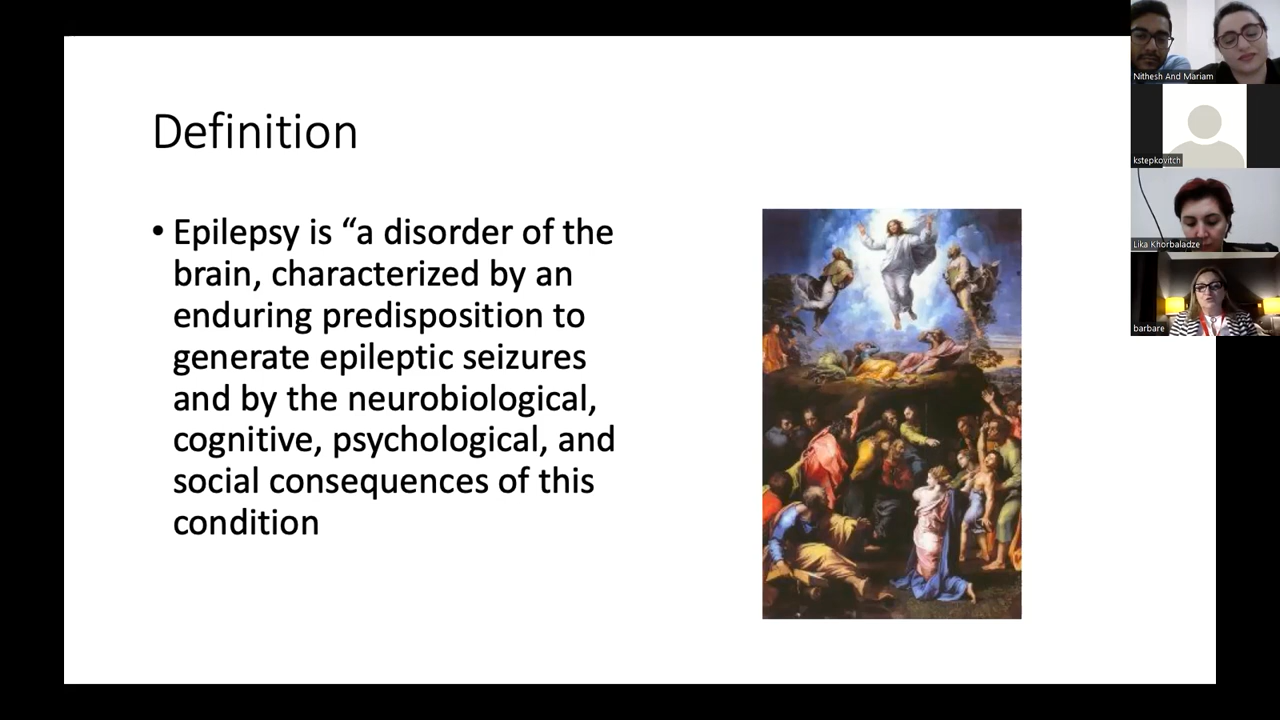 Definition
• Epilepsy is “a disorder of the
brain, characterized by an
enduring predisposition to
generate epileptic seizures
and by the neurobiological,
cognitive, psychological, and
social consequences of this
condition
Nithesh And Mariam
kstepkovitch
Lika Khorbaladze
barbare